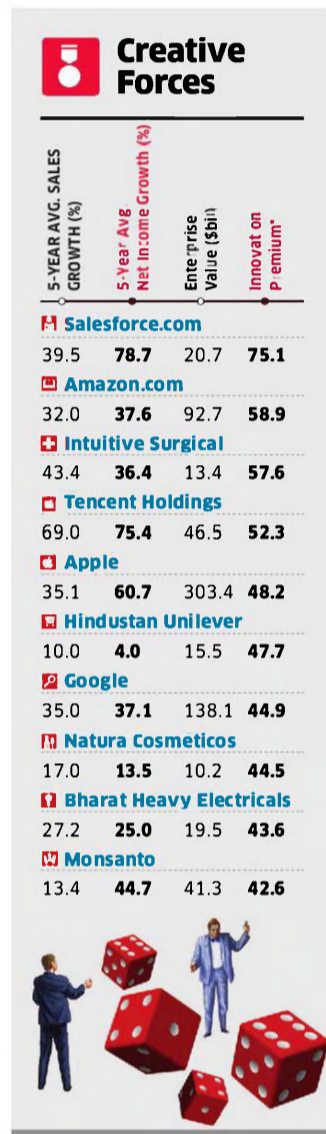 Creative
Forces
5-YEAR AVG. SALES
GROWTH (%)
5-Year Avg.
Net Income Growth (%)
Enterprise
Value ($bil)
Innovation
Premium*
Salesforce.com
39.5 78.7 20.7 75.1
Amazon.com
32.0 37.6 92.7 58.9
Intuitive Surgical
43.4 36.4 13.4 57.6
Tencent Holdings
69.0 75.4 46.5 52.3
Apple
35.1 60.7 303.4 48.2
Hindustan Unilever
10.0 4.0 15.5 47.7
Google
35.0 37.1 138.1 44.9
Natura Cosmeticos
17.0 13.5 10.2 44.5
Bharat Heavy Electricals
27.2 25.0 19.5 43.6
Monsanto
13.4 44.7 41.3 42.6